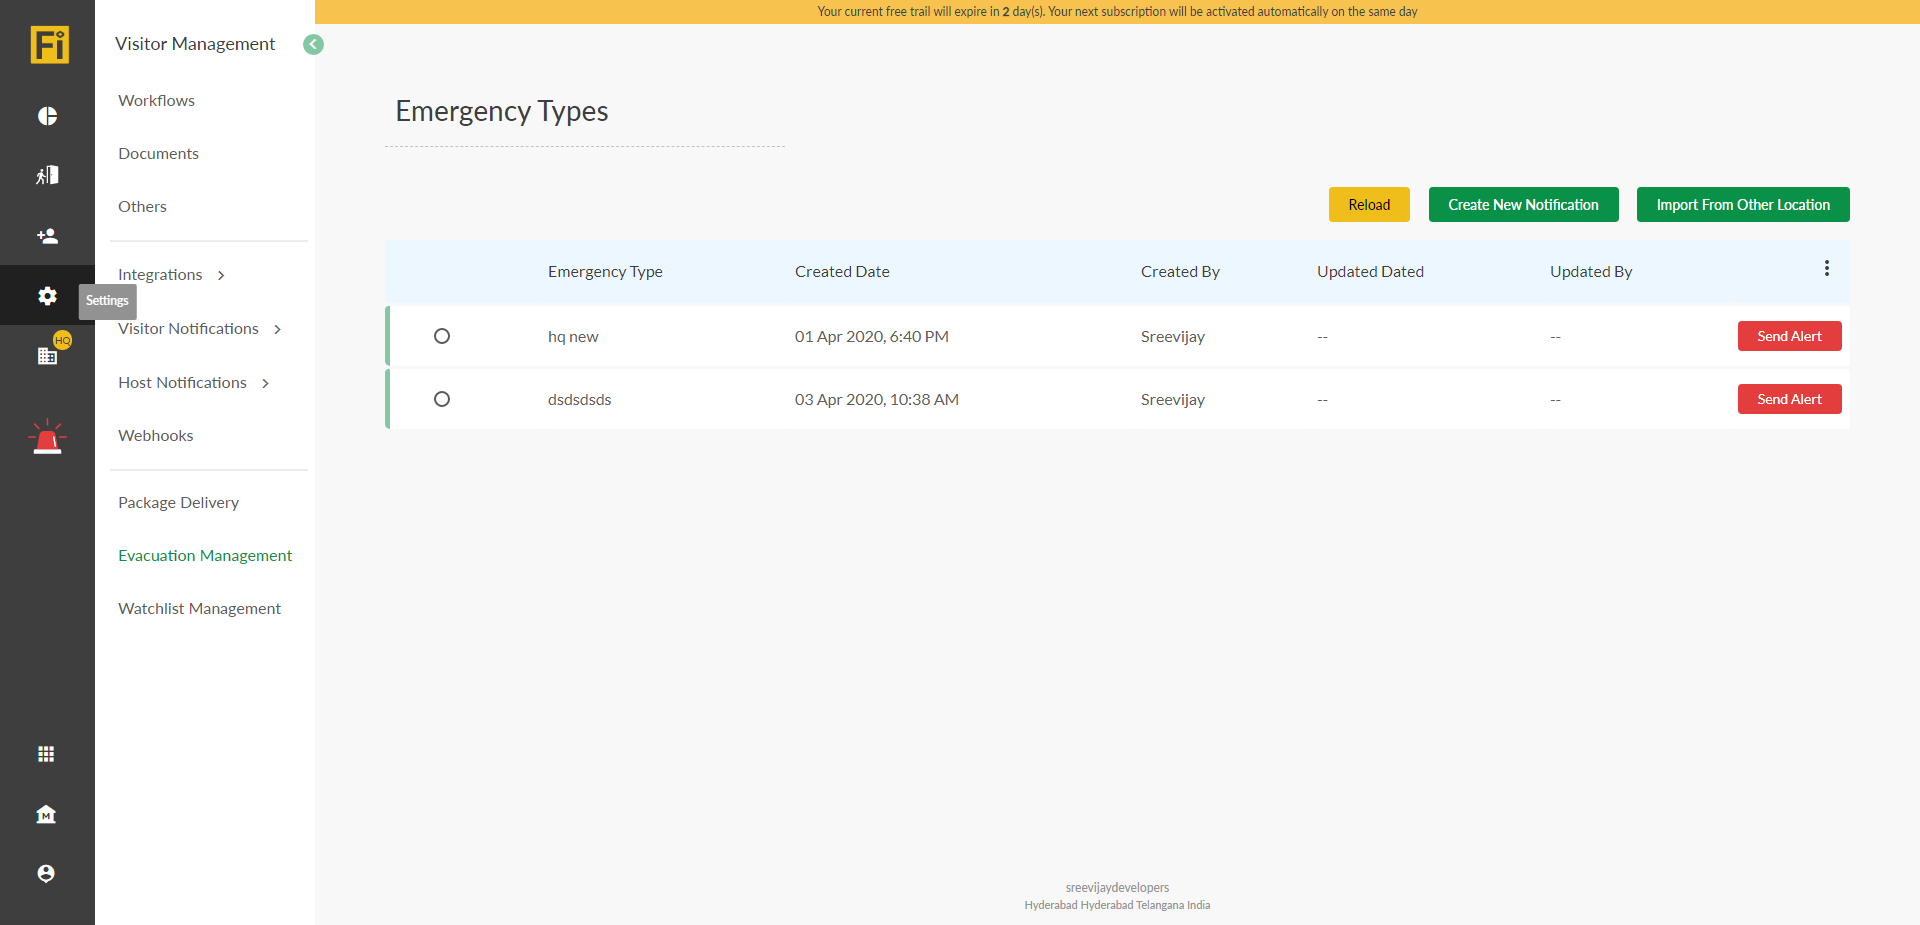 Your current free trail will expire in 2 day(s). Your next subscription will be activated automatically on the same day
Fi
Visitor Management
Workflows
Documents
Others
Integrations
Settings
Visitor Notifications
HQ
Host Notifications
Webhooks
Package Delivery
Evacuation Management
Watchlist Management
M
Emergency Types
Reload
Create New Notification
Import From Other Location
Emergency Type Created Date Created By Updated Dated Updated By
hq new 01 Apr 2020, 6:40 PM Sreevijay -- -- Send Alert
dsdsdsds 03 Apr 2020, 10:38 AM Sreevijay -- -- Send Alert
sreevijaydevelopers
Hyderabad Hyderabad Telangana India